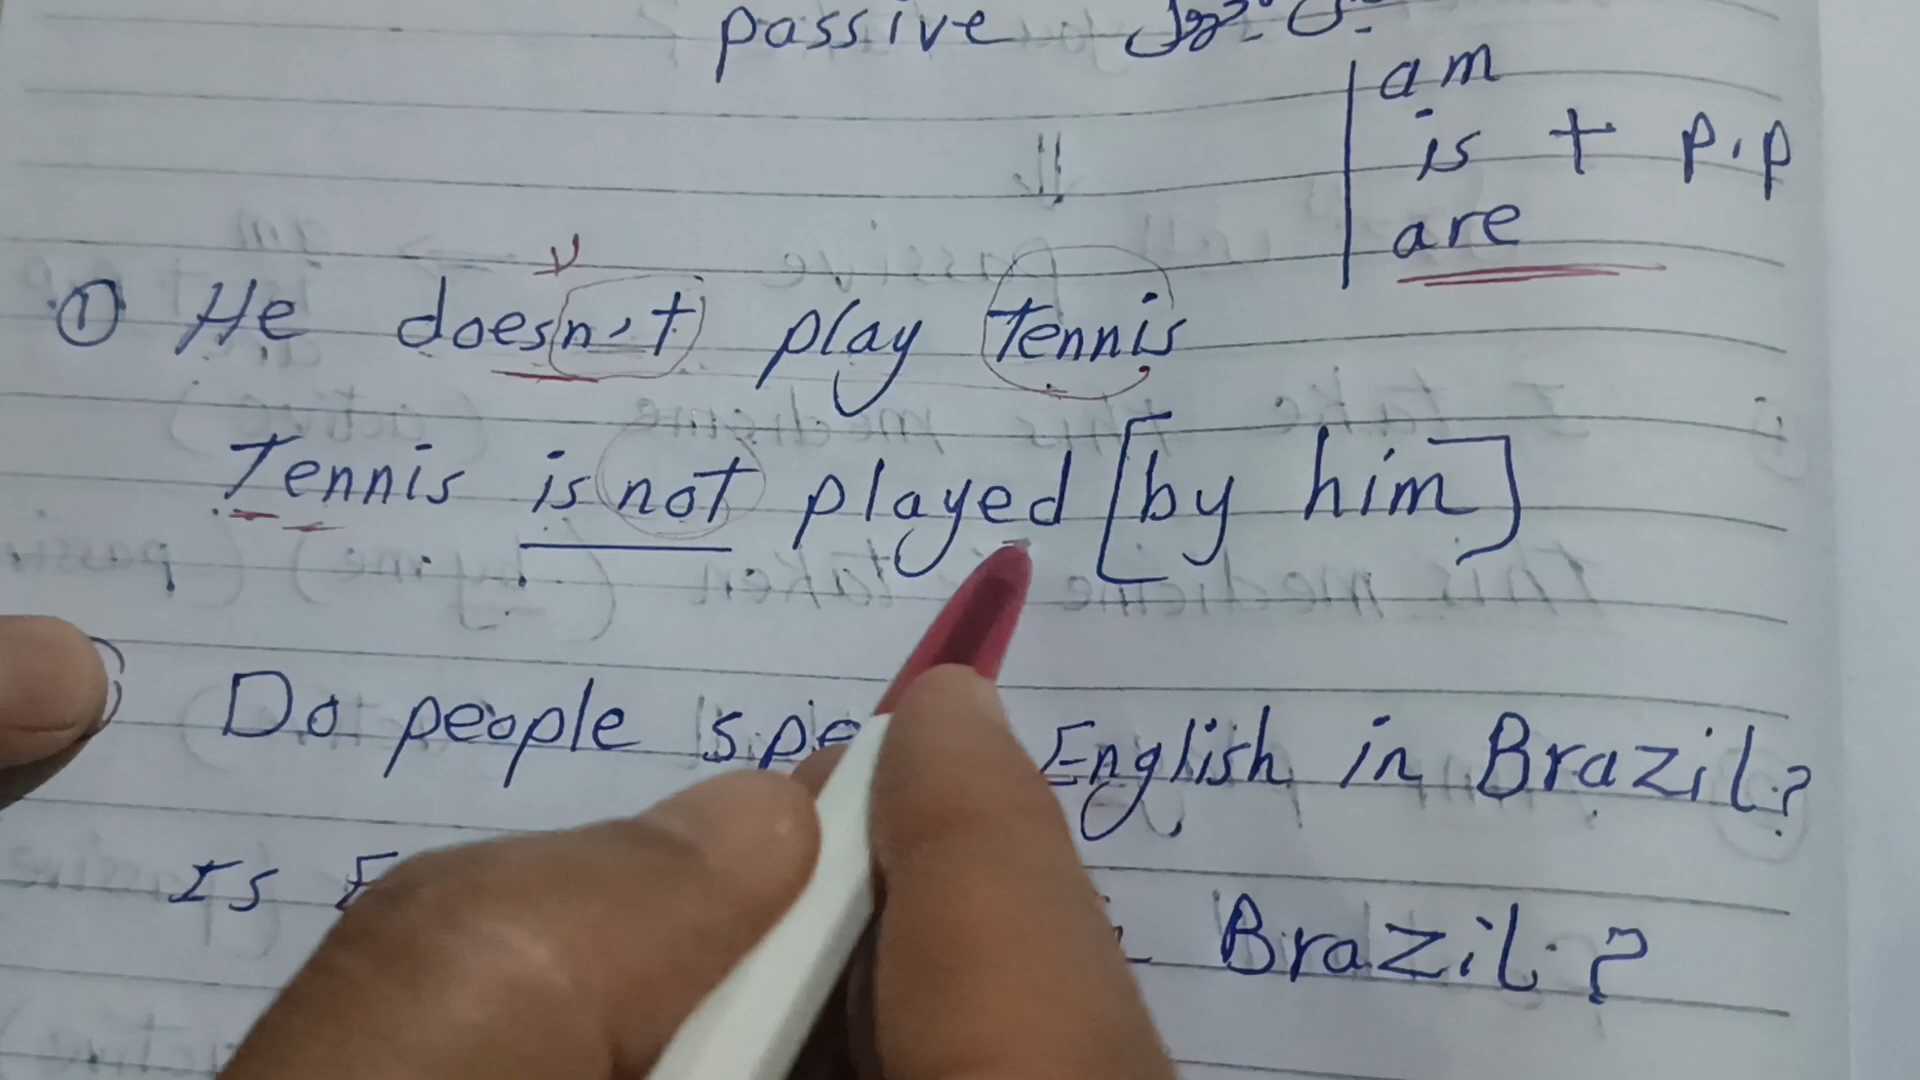 passive
am
is + p.p
are
① He doesn't play Tennis
Tennis is not played [by him]
Do people English in Brazil?
Is Brazil?